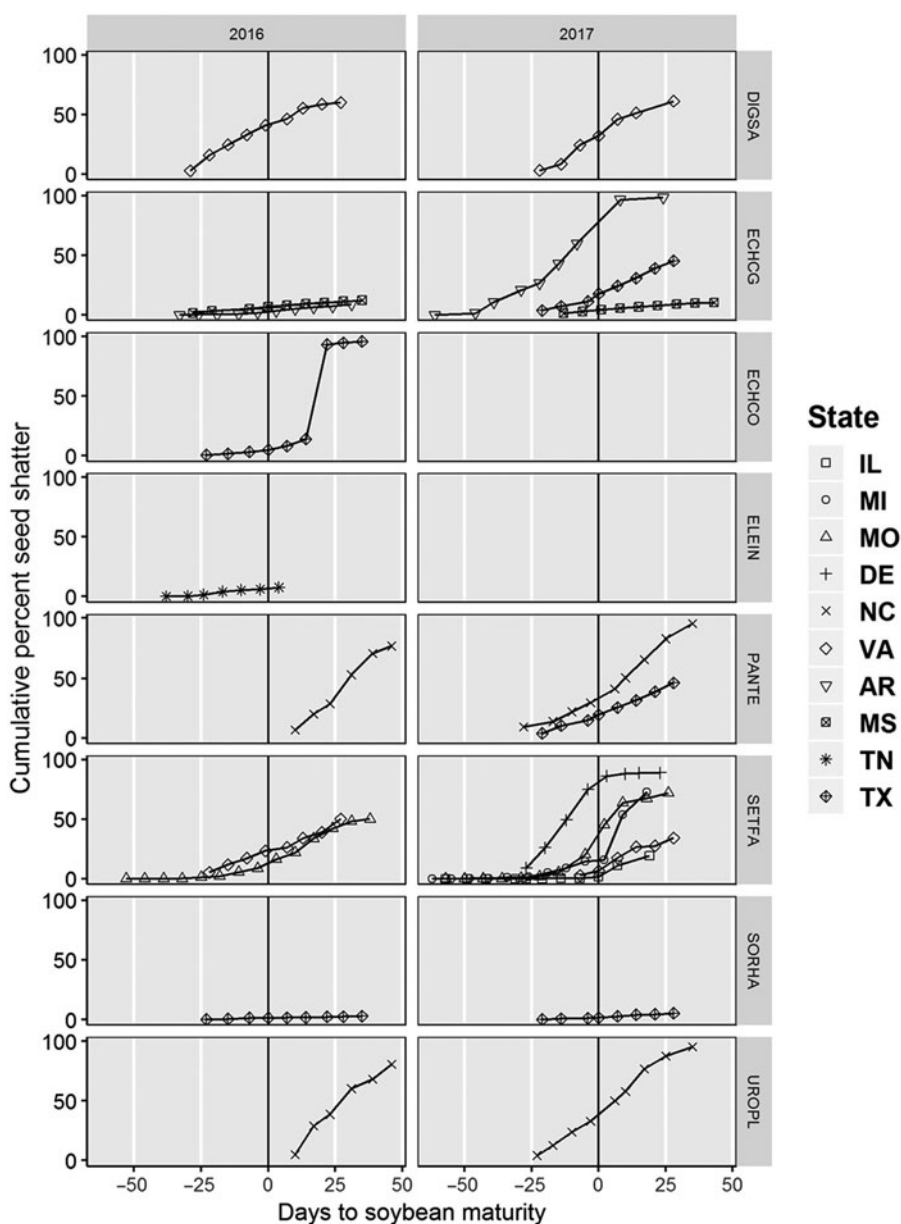 2016
2017
100
50
0
DIGSA
100
50
0
ECHCG
100
50
0
ECHCO
100
50
0
ELEIN
100
50
0
PANTE
100
50
0
SETFA
100
50
0
SORHA
100
50
0
UROPL
Cumulative percent seed shatter
−50 −25 0 25 50
−50 −25 0 25 50
Days to soybean maturity
State
IL
MI
MO
DE
NC
VA
AR
MS
TN
TX